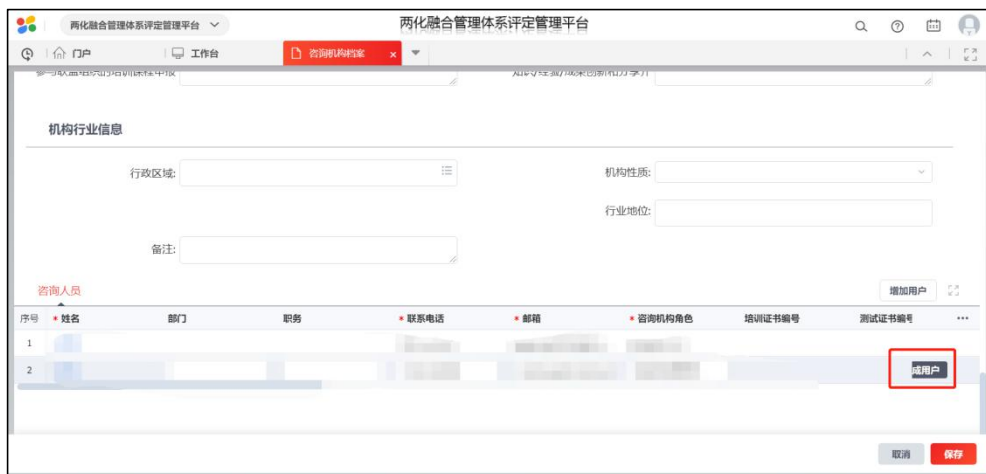 两化融合管理体系评定管理平台 两化融合管理体系评定管理平台
门户 工作台 咨询机构档案
机构行业信息
行政区域: 机构性质:
行业地位:
备注:
咨询人员 增加用户
序号 * 姓名 部门 职务 * 联系电话 * 邮箱 * 咨询机构角色 培训证书编号 测试证书编号
1
2 成用户
取消 保存